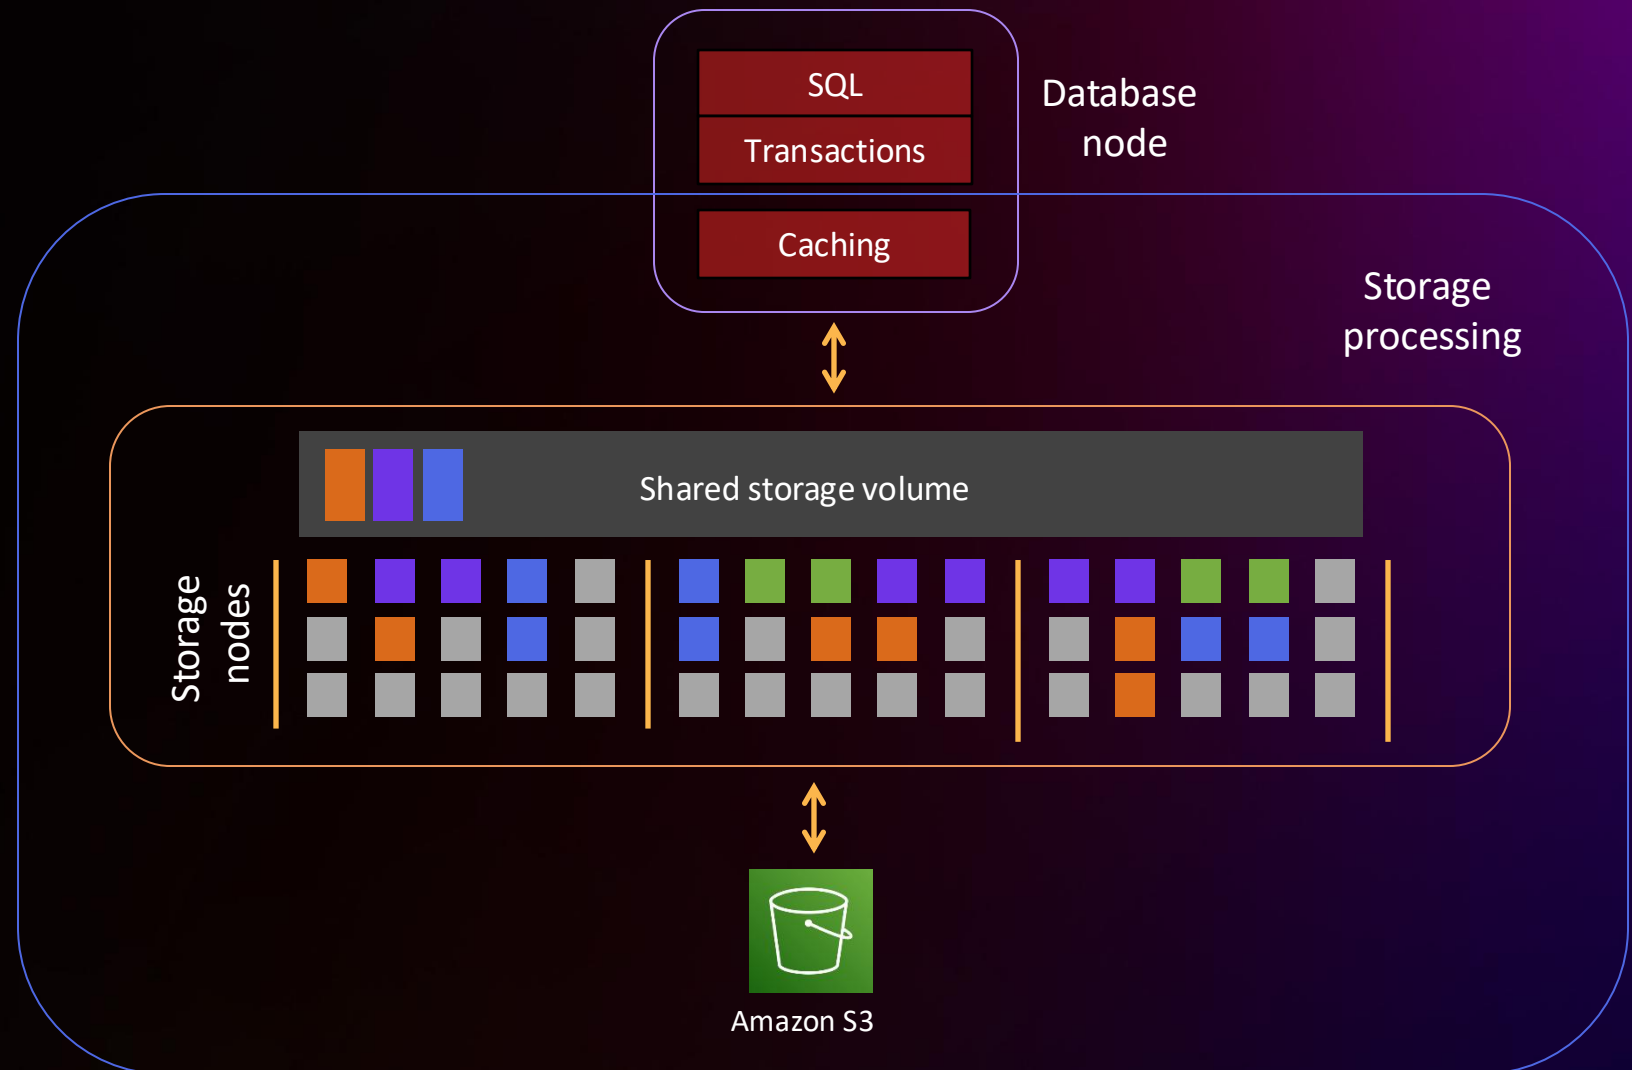 SQL
Transactions
Caching
Database
node
Storage
processing
Shared storage volume
Storage
nodes
Amazon S3